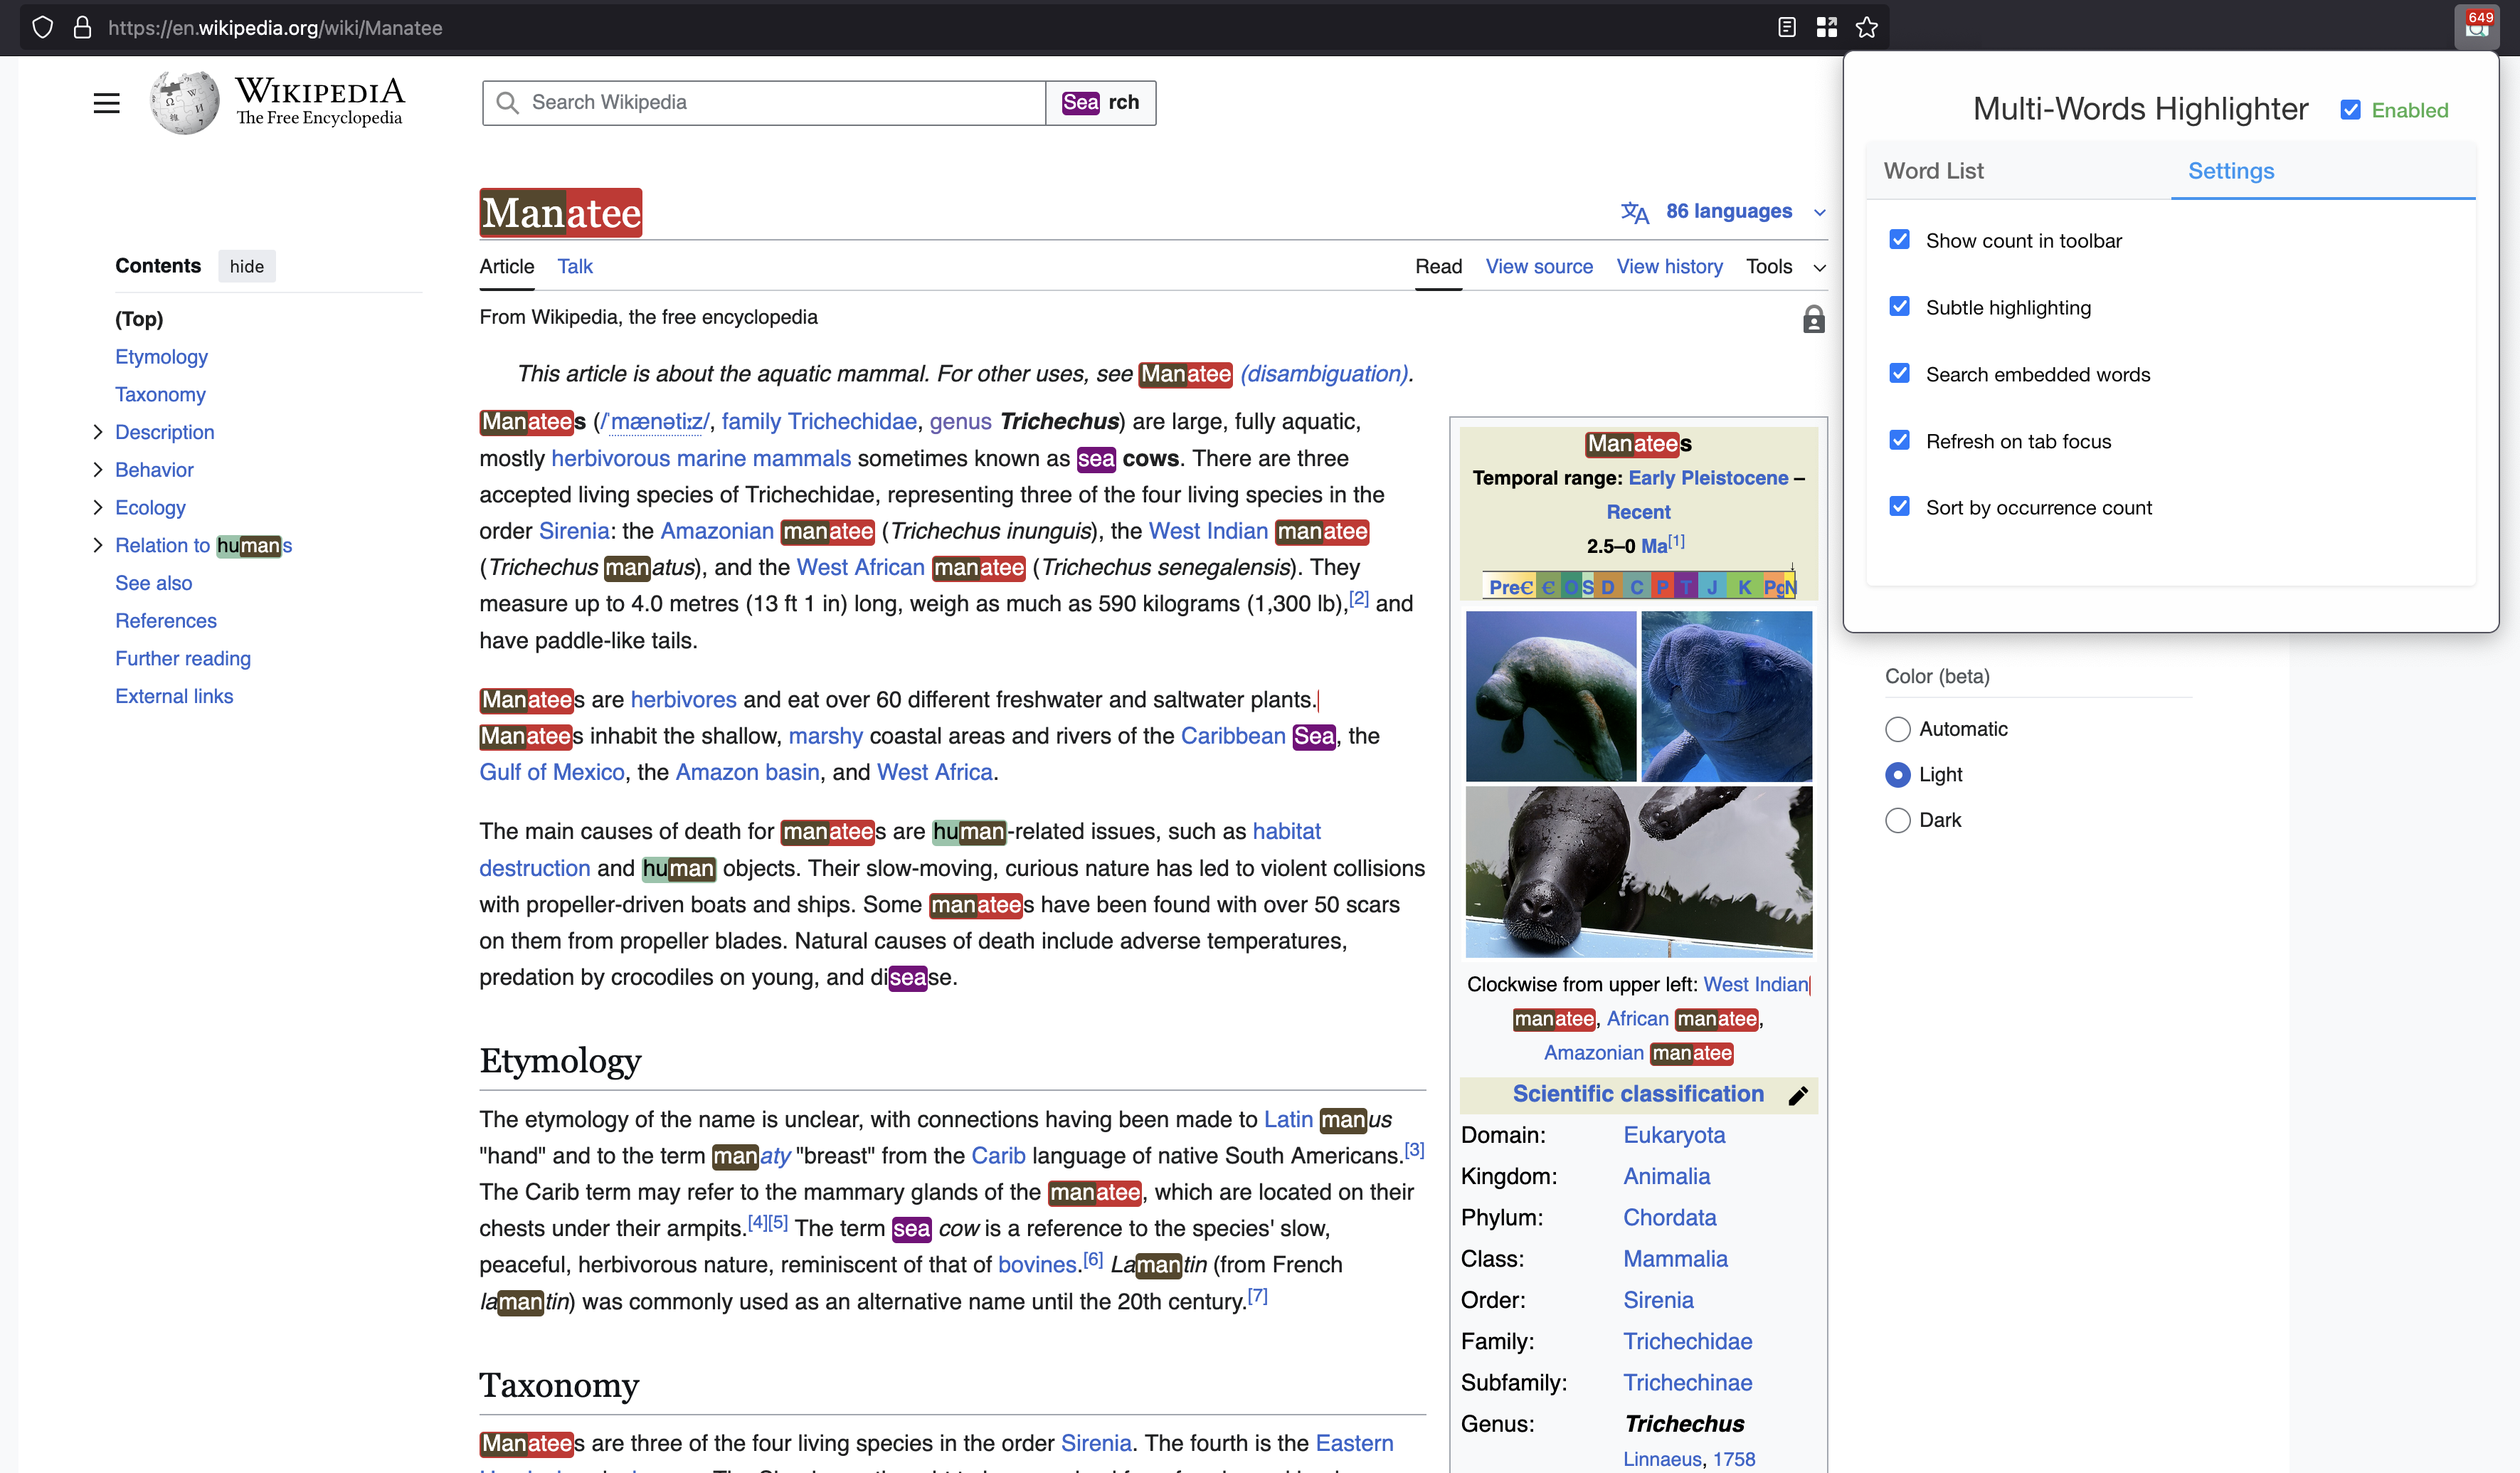 https://en.wikipedia.org/wiki/Manatee
649
WIKIPEDIA
The Free Encyclopedia
Search Wikipedia
Search
Multi-Words Highlighter
Enabled
Word List
Settings
Show count in toolbar
Subtle highlighting
Search embedded words
Refresh on tab focus
Sort by occurrence count
Contents
hide
(Top)
Etymology
Taxonomy
Description
Behavior
Ecology
Relation to humans
See also
References
Further reading
External links
Manatee
86 languages
Article
Talk
Read
View source
View history
Tools
From Wikipedia, the free encyclopedia
This article is about the aquatic mammal. For other uses, see Manatee (disambiguation).
Manatees (/ˈmænətiːz/, family Trichechidae, genus Trichechus) are large, fully aquatic,
mostly herbivorous marine mammals sometimes known as sea cows. There are three
accepted living species of Trichechidae, representing three of the four living species in the
order Sirenia: the Amazonian manatee (Trichechus inunguis), the West Indian manatee
(Trichechus manatus), and the West African manatee (Trichechus senegalensis). They
measure up to 4.0 metres (13 ft 1 in) long, weigh as much as 590 kilograms (1,300 lb),[2] and
have paddle-like tails.
Manatees are herbivores and eat over 60 different freshwater and saltwater plants.
Manatees inhabit the shallow, marshy coastal areas and rivers of the Caribbean Sea, the
Gulf of Mexico, the Amazon basin, and West Africa.
The main causes of death for manatees are human-related issues, such as habitat
destruction and human objects. Their slow-moving, curious nature has led to violent collisions
with propeller-driven boats and ships. Some manatees have been found with over 50 scars
on them from propeller blades. Natural causes of death include adverse temperatures,
predation by crocodiles on young, and disease.
Etymology
The etymology of the name is unclear, with connections having been made to Latin manus
"hand" and to the term manaty "breast" from the Carib language of native South Americans.[3]
The Carib term may refer to the mammary glands of the manatee, which are located on their
chests under their armpits.[4][5] The term sea cow is a reference to the species' slow,
peaceful, herbivorous nature, reminiscent of that of bovines.[6] Lamantin (from French
lamantin) was commonly used as an alternative name until the 20th century.[7]
Taxonomy
Manatees are three of the four living species in the order Sirenia. The fourth is the Eastern
Manatees
Temporal range: Early Pleistocene –
Recent
2.5–0 Ma[1]
↓
PreꞒ Ꞓ O S D C P T J K Pg N
Clockwise from upper left: West Indian
manatee, African manatee,
Amazonian manatee
Scientific classification
Domain: Eukaryota
Kingdom: Animalia
Phylum: Chordata
Class: Mammalia
Order: Sirenia
Family: Trichechidae
Subfamily: Trichechinae
Genus: Trichechus
Linnaeus, 1758
Color (beta)
Automatic
Light
Dark